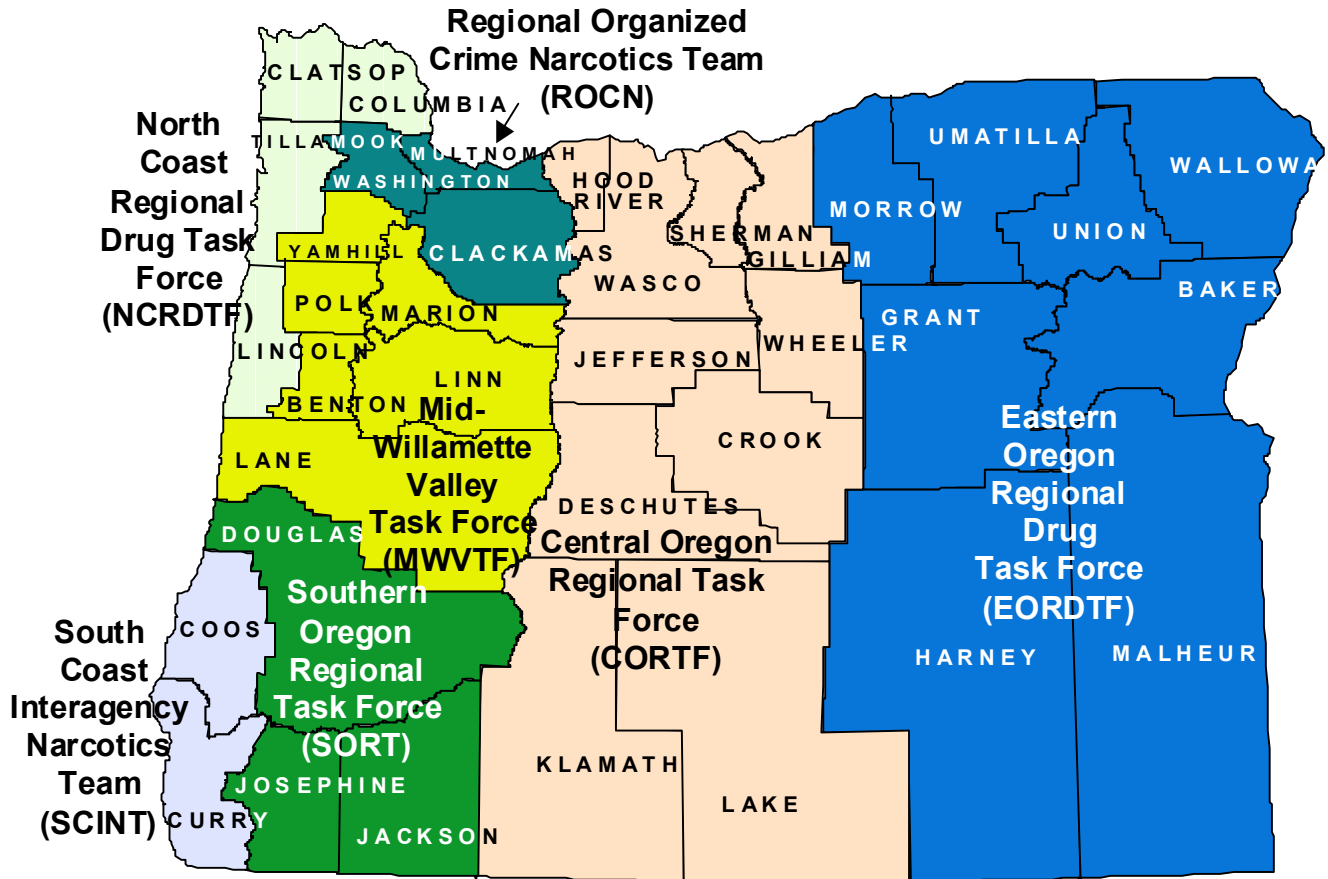 Regional Organized
Crime Narcotics Team
(ROCN)
North
Coast
Regional
Drug Task
Force
(NCRDTF)
CLATSOP
COLUMBIA
TILLAMOOK
MULTNOMAH
WASHINGTON
CLACKAMAS
YAMHILL
POLK
MARION
LINCOLN
LINN
BENTON
LANE
Mid-
Willamette
Valley
Task Force
(MWVTF)
HOOD
RIVER
SHERMAN
GILLIAM
WASCO
JEFFERSON
WHEELER
CROOK
DESCHUTES
Central Oregon
Regional Task
Force
(CORTF)
KLAMATH
LAKE
UMATILLA
WALLOWA
MORROW
UNION
BAKER
GRANT
Eastern
Oregon
Regional
Drug
Task Force
(EORDTF)
HARNEY
MALHEUR
DOUGLAS
Southern
Oregon
Regional
Task Force
(SORT)
JOSEPHINE
JACKSON
COOS
South
Coast
Interagency
Narcotics
Team
(SCINT)
CURRY